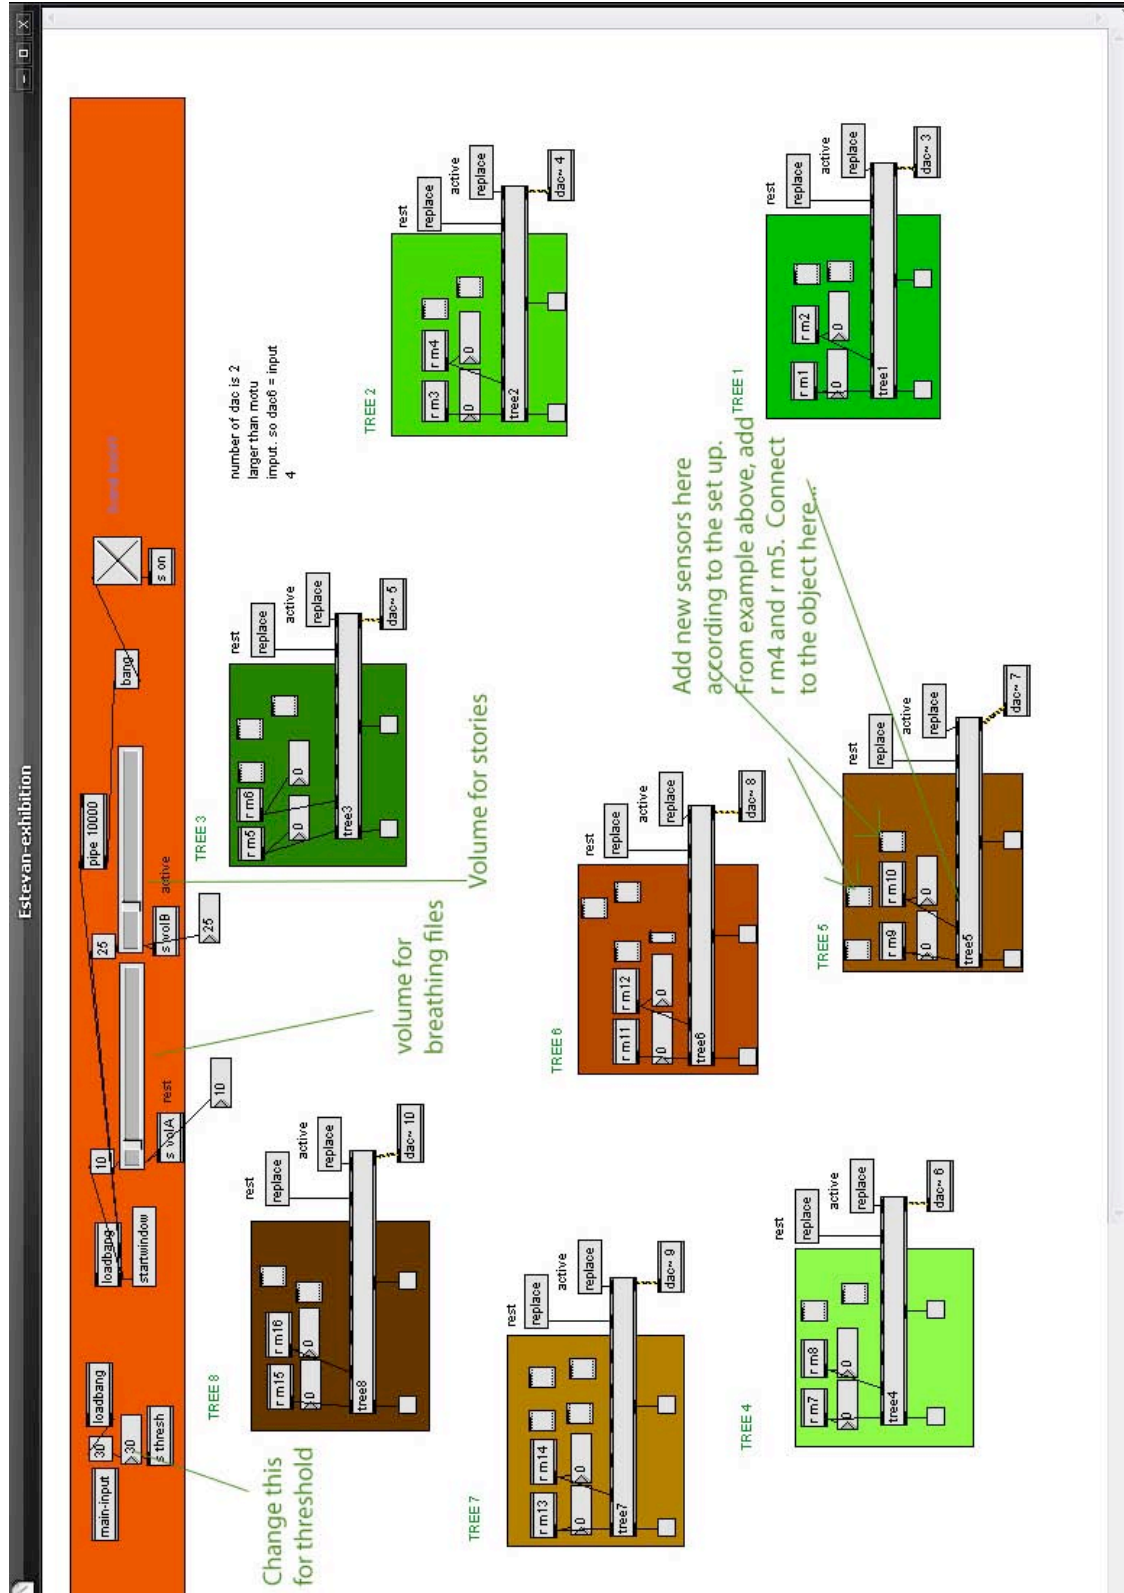 Estevan-exhibition
main-input
30
loadbang
30
s thresh
loadbang
startwindow
10
rest
s volA
10
pipe 10000
25
active
s volB
25
bang
s on
Change this
for threshold
volume for
breathing files
Volume for stories
number of dac is 2
larger than motu
imput. so dac6 = input
4
TREE 8
r m15
r m16
0
0
tree8
rest
replace
active
replace
dac~ 10
TREE 3
r m5
r m6
0
0
tree3
rest
replace
active
replace
dac~ 5
TREE 2
r m3
r m4
0
0
tree2
rest
replace
active
replace
dac~ 4
TREE 7
r m13
r m14
0
0
tree7
rest
replace
active
replace
dac~ 9
TREE 6
r m11
r m12
0
0
tree6
rest
replace
active
replace
dac~ 8
Add new sensors here
according to the set up.
From example above, add
r m4 and r m5. Connect
to the object here...
TREE 4
r m7
r m8
0
0
tree4
rest
replace
active
replace
dac~ 6
TREE 5
r m9
r m10
0
0
tree5
rest
replace
active
replace
dac~ 7
TREE 1
r m1
r m2
0
0
tree1
rest
replace
active
replace
dac~ 3